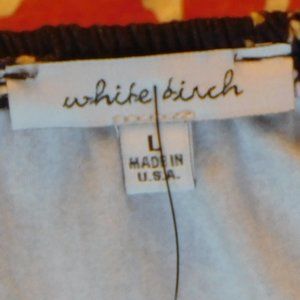 white birch
L
MADE IN
U.S.A.